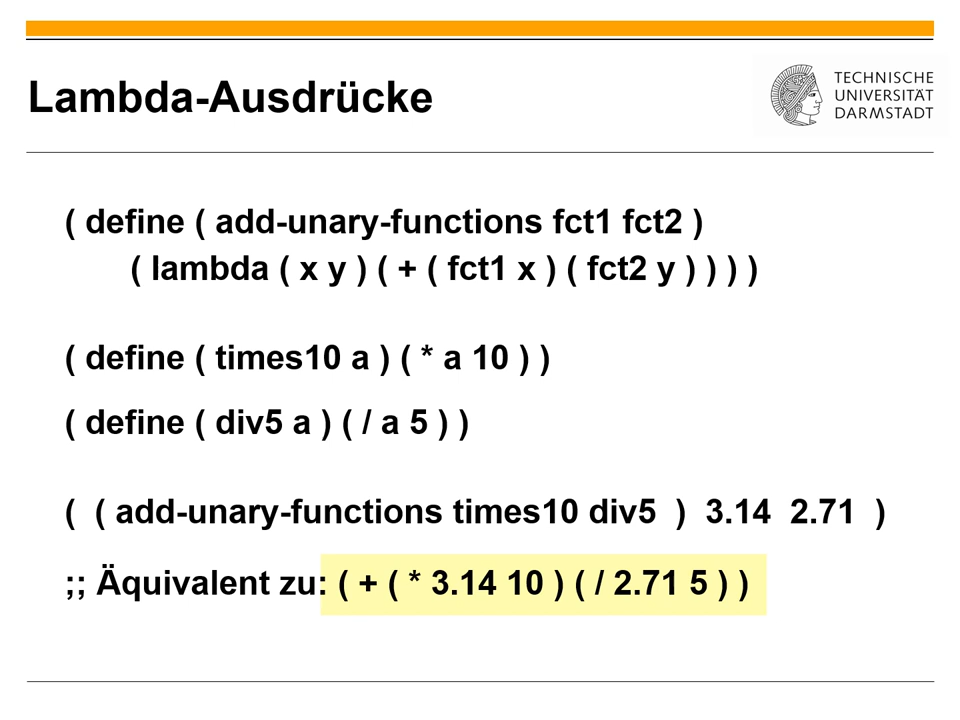 Lambda-Ausdrücke
TECHNISCHE
UNIVERSITÄT
DARMSTADT
( define ( add-unary-functions fct1 fct2 )
( lambda ( x y ) ( + ( fct1 x ) ( fct2 y ) ) ) )
( define ( times10 a ) ( * a 10 ) )
( define ( div5 a ) ( / a 5 ) )
( ( add-unary-functions times10 div5 ) 3.14 2.71 )
;; Äquivalent zu: ( + ( * 3.14 10 ) ( / 2.71 5 ) )